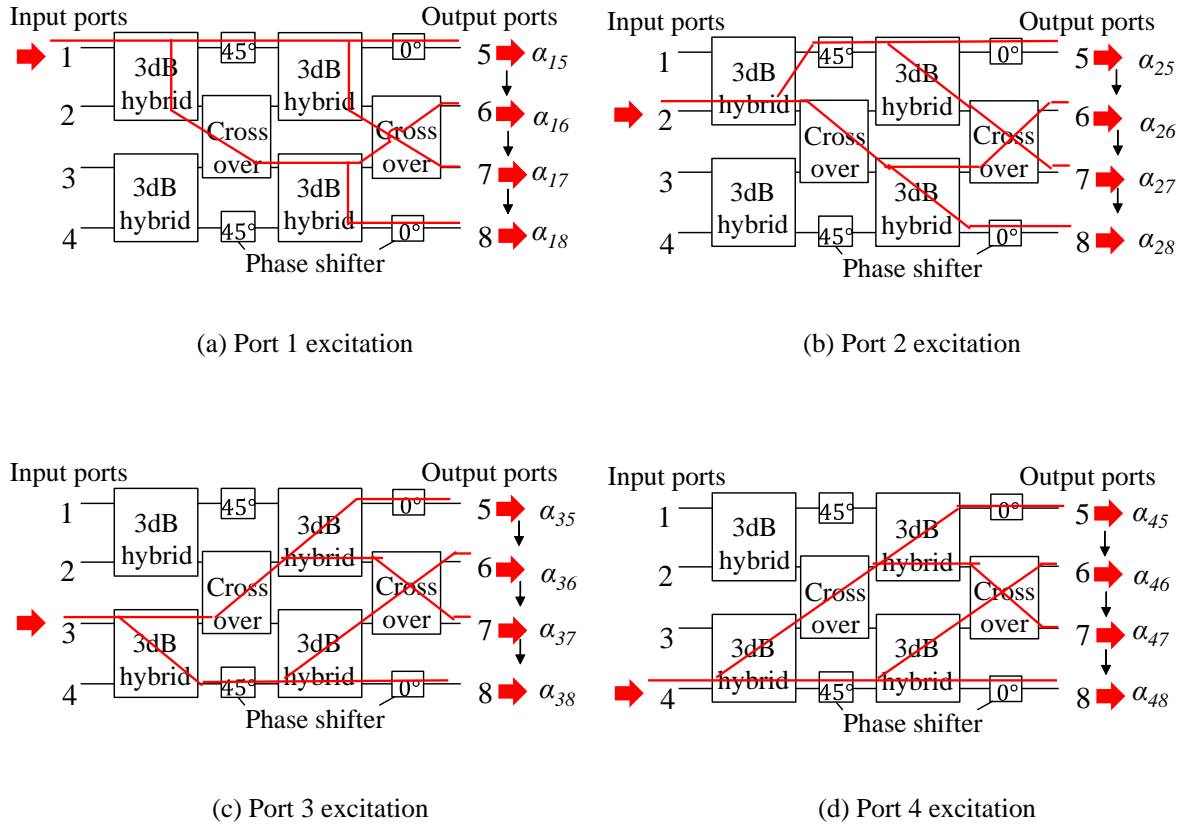 Input ports
Output ports
1
2
3
4
3dB
hybrid
3dB
hybrid
45°
45°
Cross
over
3dB
hybrid
3dB
hybrid
0°
0°
Cross
over
5
6
7
8
α15
α16
α17
α18
Phase shifter
(a) Port 1 excitation
Input ports
Output ports
1
2
3
4
3dB
hybrid
3dB
hybrid
45°
45°
Cross
over
3dB
hybrid
3dB
hybrid
0°
0°
Cross
over
5
6
7
8
α25
α26
α27
α28
Phase shifter
(b) Port 2 excitation
Input ports
Output ports
1
2
3
4
3dB
hybrid
3dB
hybrid
45°
45°
Cross
over
3dB
hybrid
3dB
hybrid
0°
0°
Cross
over
5
6
7
8
α35
α36
α37
α38
Phase shifter
(c) Port 3 excitation
Input ports
Output ports
1
2
3
4
3dB
hybrid
3dB
hybrid
45°
45°
Cross
over
3dB
hybrid
3dB
hybrid
0°
0°
Cross
over
5
6
7
8
α45
α46
α47
α48
Phase shifter
(d) Port 4 excitation